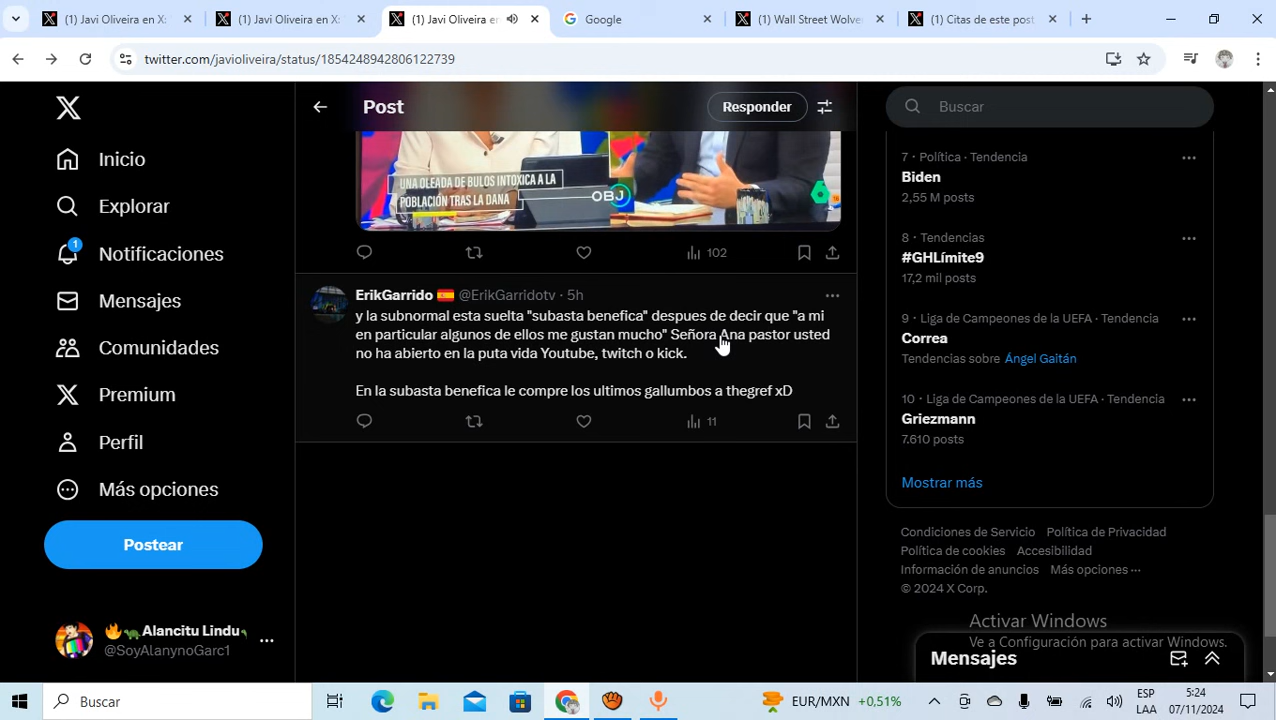 (1) Javi Oliveira en X:
(1) Javi Oliveira en X:
(1) Javi Oliveira en
Google
(1) Wall Street Wolve
(1) Citas de este post
twitter.com/javioliveira/status/1854248942806122739
Inicio
Explorar
1
Notificaciones
Mensajes
Comunidades
Premium
Perfil
Más opciones
Postear
🔥🐢Alancitu Lindu
@SoyAlanynoGarc1
Post
Responder
UNA OLEADA DE BULOS INTOXICA A LA
POBLACIÓN TRAS LA DANA
OBJ
102
ErikGarrido 🇪🇸 @ErikGarridotv · 5h
y la subnormal esta suelta "subasta benefica" despues de decir que "a mi
en particular algunos de ellos me gustan mucho" Señora Ana pastor usted
no ha abierto en la puta vida Youtube, twitch o kick.
En la subasta benefica le compre los ultimos gallumbos a thegref xD
11
Buscar
7 · Política · Tendencia
Biden
2,55 M posts
8 · Tendencias
#GHLímite9
17,2 mil posts
9 · Liga de Campeones de la UEFA · Tendencia
Correa
Tendencias sobre Ángel Gaitán
10 · Liga de Campeones de la UEFA · Tendencia
Griezmann
7.610 posts
Mostrar más
Condiciones de Servicio Política de Privacidad
Política de cookies Accesibilidad
Información de anuncios Más opciones ···
© 2024 X Corp.
Activar Windows
Ve a Configuración para activar Windows.
Mensajes
Buscar
EUR/MXN +0,51%
ESP
LAA
5:24
07/11/2024